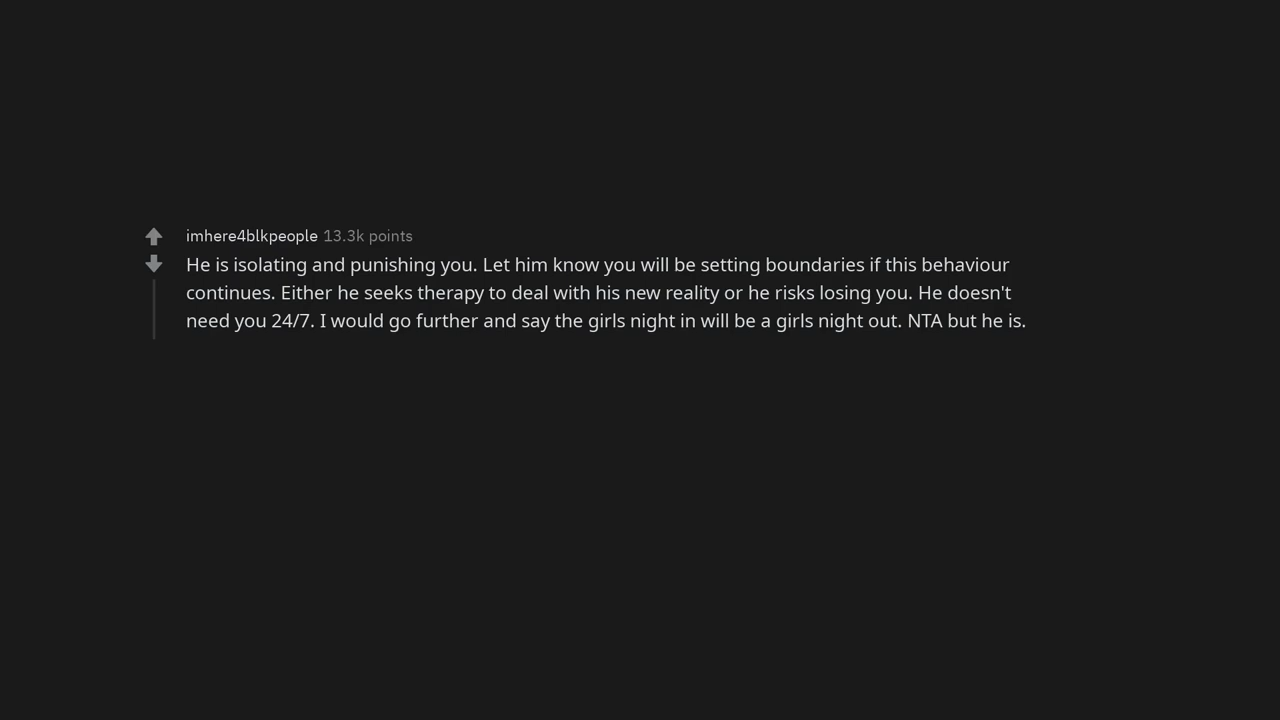 imhere4blkpeople 13.3k points
He is isolating and punishing you. Let him know you will be setting boundaries if this behaviour
continues. Either he seeks therapy to deal with his new reality or he risks losing you. He doesn't
need you 24/7. I would go further and say the girls night in will be a girls night out. NTA but he is.